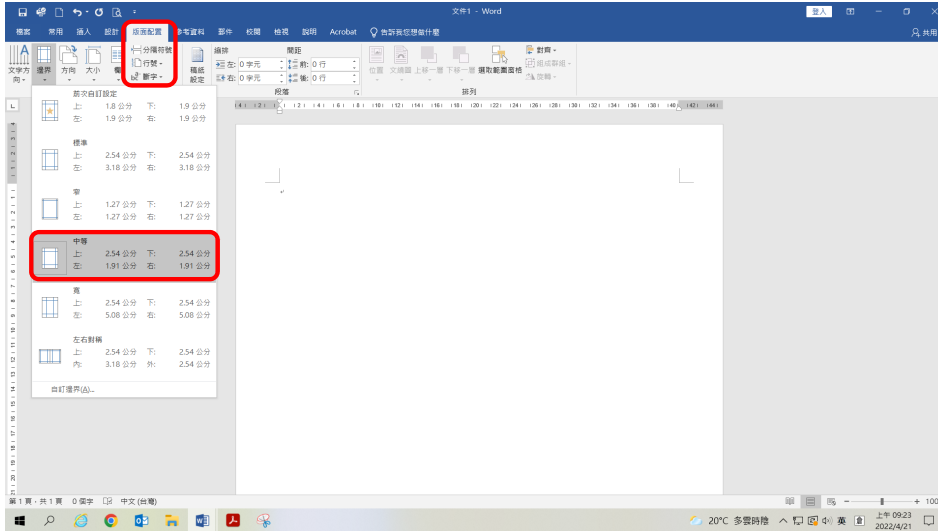 文件1 - Word
登入
檔案 常用 插入 設計 版面配置 參考資料 郵件 校閱 檢視 說明 Acrobat 告訴我您想做什麼 共用
文字方向 邊界 方向 大小 欄 分隔符號 行號 斷字 稿紙設定
縮排 間距
左: 0 字元 前: 0 行
右: 0 字元 後: 0 行
段落
位置 文繞圖 上移一層 下移一層 選取範圍窗格 對齊 組成群組 旋轉
排列
前次自訂設定
上: 1.8 公分 下: 1.9 公分
左: 1.9 公分 右: 1.9 公分
標準
上: 2.54 公分 下: 2.54 公分
左: 3.18 公分 右: 3.18 公分
窄
上: 1.27 公分 下: 1.27 公分
左: 1.27 公分 右: 1.27 公分
中等
上: 2.54 公分 下: 2.54 公分
左: 1.91 公分 右: 1.91 公分
寬
上: 2.54 公分 下: 2.54 公分
左: 5.08 公分 右: 5.08 公分
左右對稱
上: 2.54 公分 下: 2.54 公分
內: 3.18 公分 外: 2.54 公分
自訂邊界(A)...
第 1 頁，共 1 頁 0 個字 中文 (台灣) 100
20°C 多雲時陰 英 上午 09:23
2022/4/21